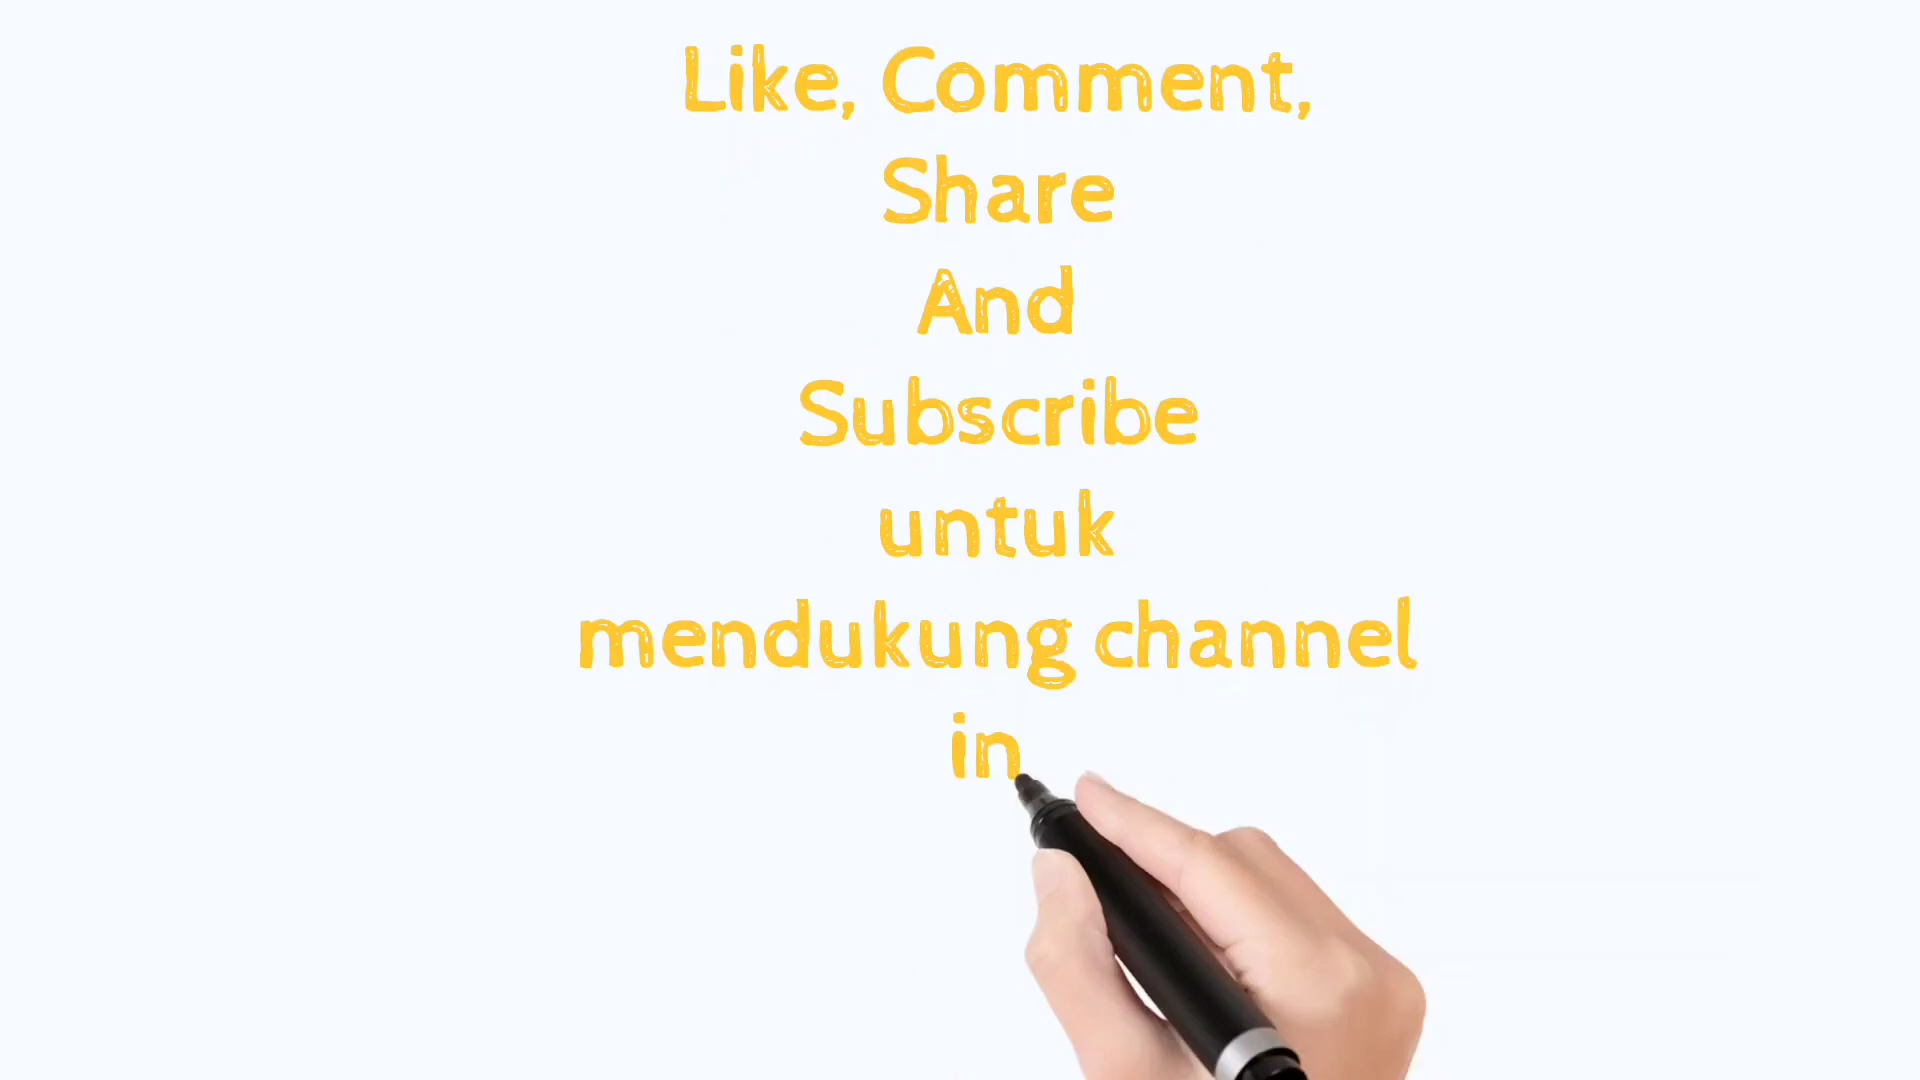 Like, Comment,
Share
And
Subscribe
untuk
mendukung channel
in